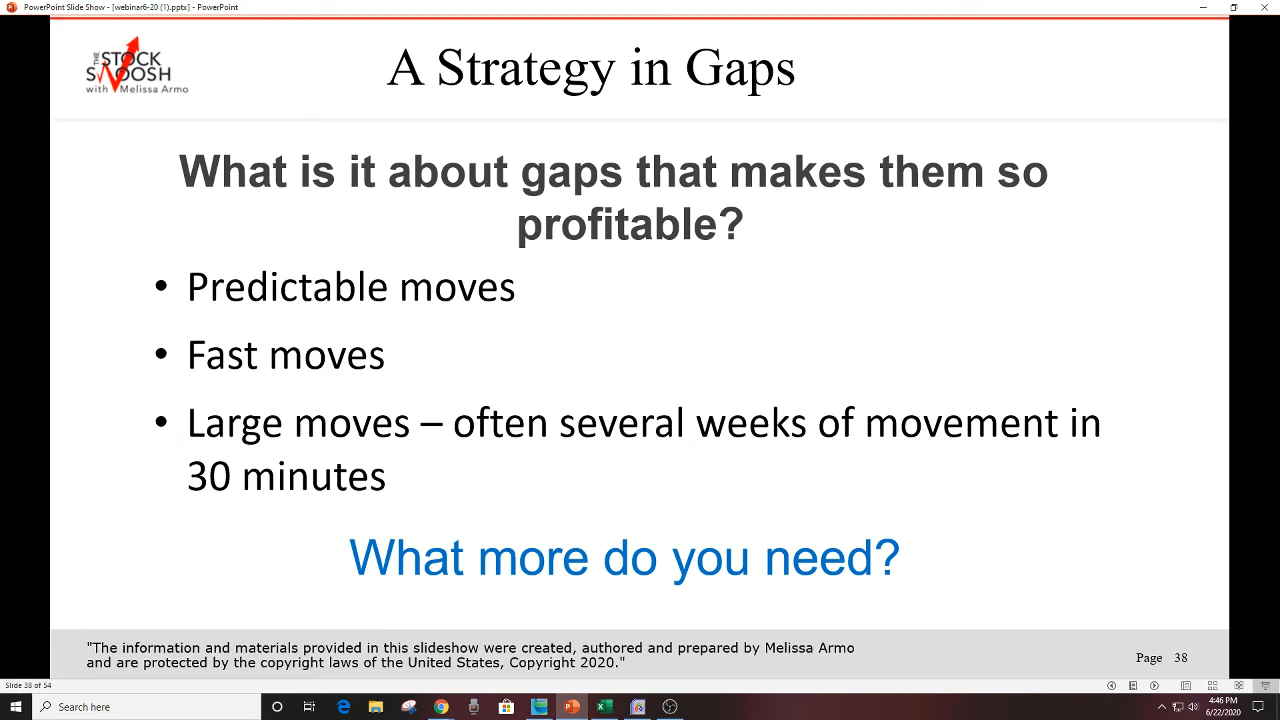 PowerPoint Slide Show - [webinar6-20 (1).pptx] - PowerPoint
THE
STOCK
SWOOSH
with Melissa Armo
A Strategy in Gaps
What is it about gaps that makes them so
profitable?
• Predictable moves
• Fast moves
• Large moves – often several weeks of movement in
30 minutes
What more do you need?
"The information and materials provided in this slideshow were created, authored and prepared by Melissa Armo
and are protected by the copyright laws of the United States, Copyright 2020."
Page 38
Slide 38 of 54
Search here
4:46 PM
6/22/2020